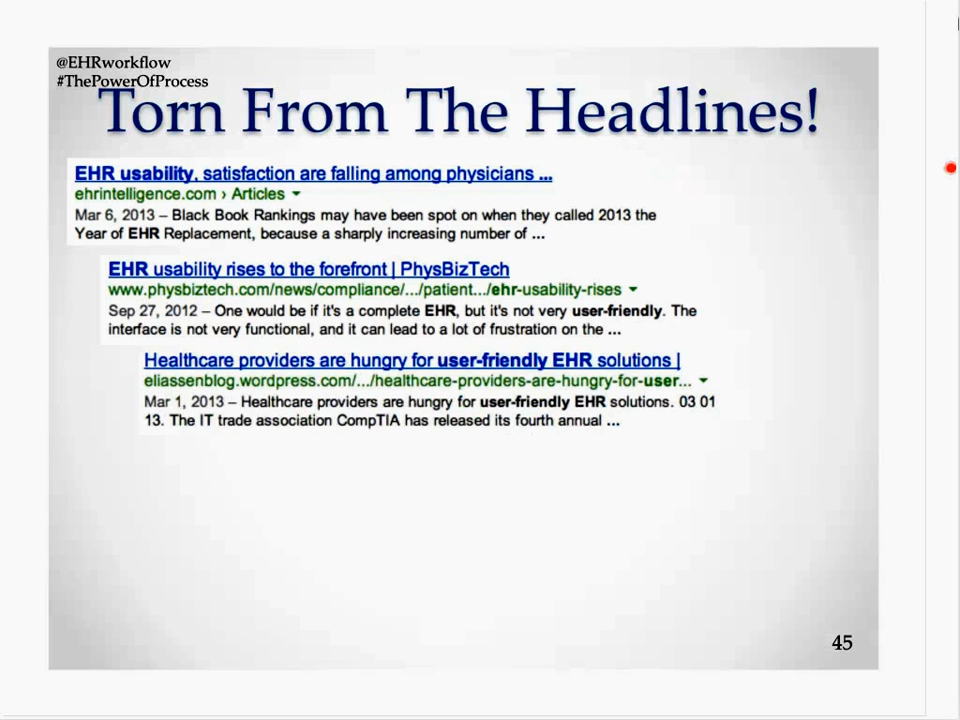 @EHRworkflow
#ThePowerOfProcess
Torn From The Headlines!
EHR usability, satisfaction are falling among physicians ...
ehrintelligence.com › Articles
Mar 6, 2013 – Black Book Rankings may have been spot on when they called 2013 the
Year of EHR Replacement, because a sharply increasing number of ...
EHR usability rises to the forefront | PhysBizTech
www.physbiztech.com/news/compliance/.../patient.../ehr-usability-rises
Sep 27, 2012 – One would be if it's a complete EHR, but it's not very user-friendly. The
interface is not very functional, and it can lead to a lot of frustration on the ...
Healthcare providers are hungry for user-friendly EHR solutions |
eliassenblog.wordpress.com/.../healthcare-providers-are-hungry-for-user...
Mar 1, 2013 – Healthcare providers are hungry for user-friendly EHR solutions. 03 01
13. The IT trade association CompTIA has released its fourth annual ...
45